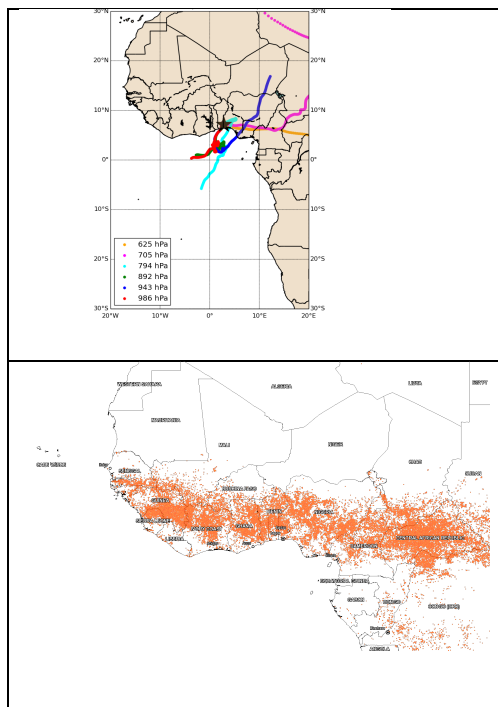 30°N
30°N
20°N
20°N
10°N
10°N
0°
0°
10°S
10°S
20°S
20°S
625 hPa
705 hPa
794 hPa
892 hPa
943 hPa
986 hPa
30°S
30°S
20°W
10°W
0°
10°E
20°E
WESTERN SAHARA
ALGERIA
LIBYA
EGYPT
MAURITANIA
MALI
NIGER
CAPE VERDE
CHAD
SENEGAL
SUDAN
BURKINA FASO
GUINEA
BENIN
NIGERIA
SIERRA LEONE
IVORY COAST
GHANA
CENTRAL AFRICAN REPUBLIC
LIBERIA
CAMEROON
EQUATORIAL GUINEA
GABON
CONGO
CONGO (DRC)
ANGOLA